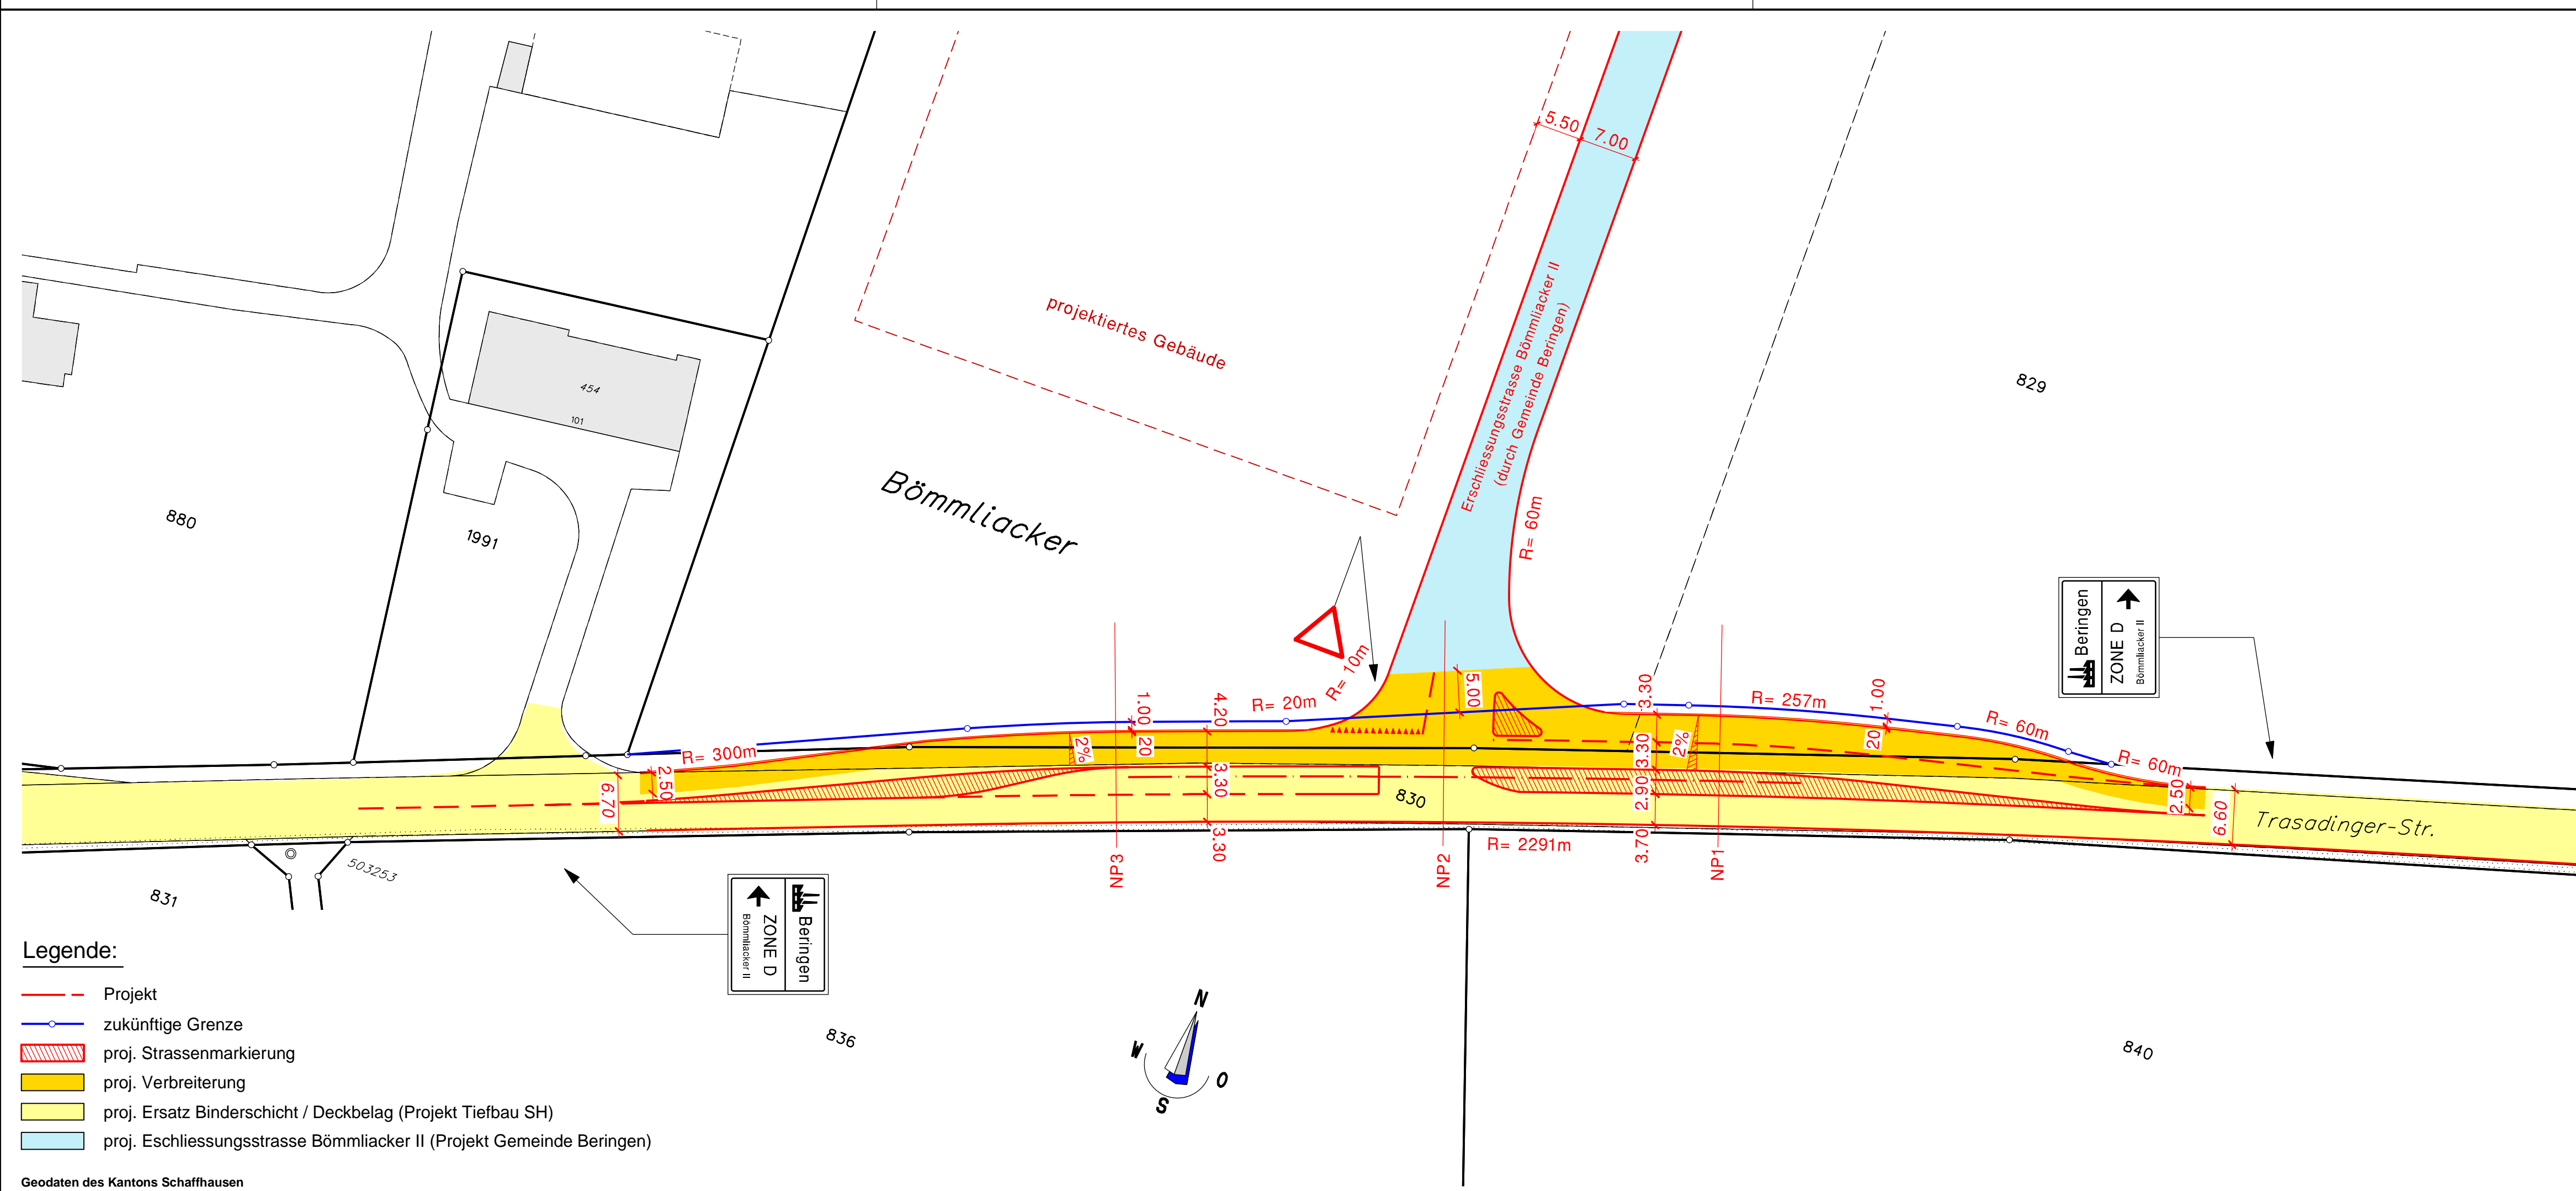 5.50
7.00
projektiertes Gebäude
Erschliessungsstrasse Bömmliacker II
(durch Gemeinde Beringen)
829
454
101
880
1991
Bömmliacker
R= 60m
Beringen
ZONE D
Bömmliacker II
R= 10m
R= 20m
R= 300m
R= 257m
R= 60m
R= 60m
1.00
20
4.20
3.30
3.30
5.00
3.30
3.30
2.90
3.70
1.00
20
2%
2%
2.50
6.70
2.50
6.60
830
Trasadinger-Str.
R= 2291m
NP3
NP2
NP1
503253
831
Beringen
ZONE D
Bömmliacker II
836
840
N
W
O
S
Legende:
Projekt
zukünftige Grenze
proj. Strassenmarkierung
proj. Verbreiterung
proj. Ersatz Binderschicht / Deckbelag (Projekt Tiefbau SH)
proj. Eschliessungsstrasse Bömmliacker II (Projekt Gemeinde Beringen)
Geodaten des Kantons Schaffhausen